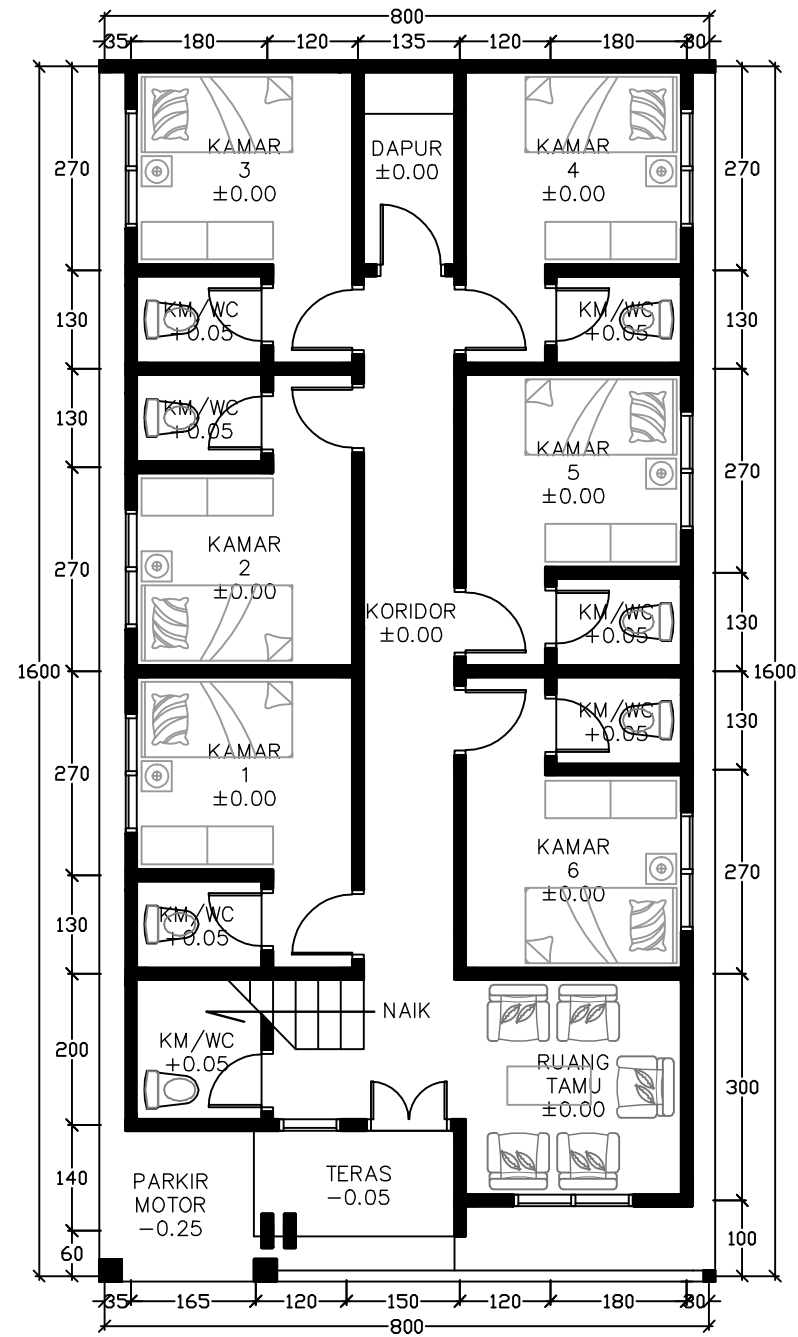 800
35 180 120 135 120 180 30
270
270
KAMAR
3
±0.00
DAPUR
±0.00
KAMAR
4
±0.00
130
KM/WC
+0.05
KM/WC
+0.05
130
130
KM/WC
+0.05
KAMAR
5
±0.00
270
270
KAMAR
2
±0.00
KORIDOR
±0.00
KM/WC
+0.05
130
1600
1600
KM/WC
+0.05
130
270
KAMAR
1
±0.00
KAMAR
6
±0.00
270
130
KM/WC
+0.05
NAIK
200
KM/WC
+0.05
RUANG
TAMU
±0.00
300
140
PARKIR
MOTOR
-0.25
TERAS
-0.05
60
100
35 165 120 150 120 180 30
800